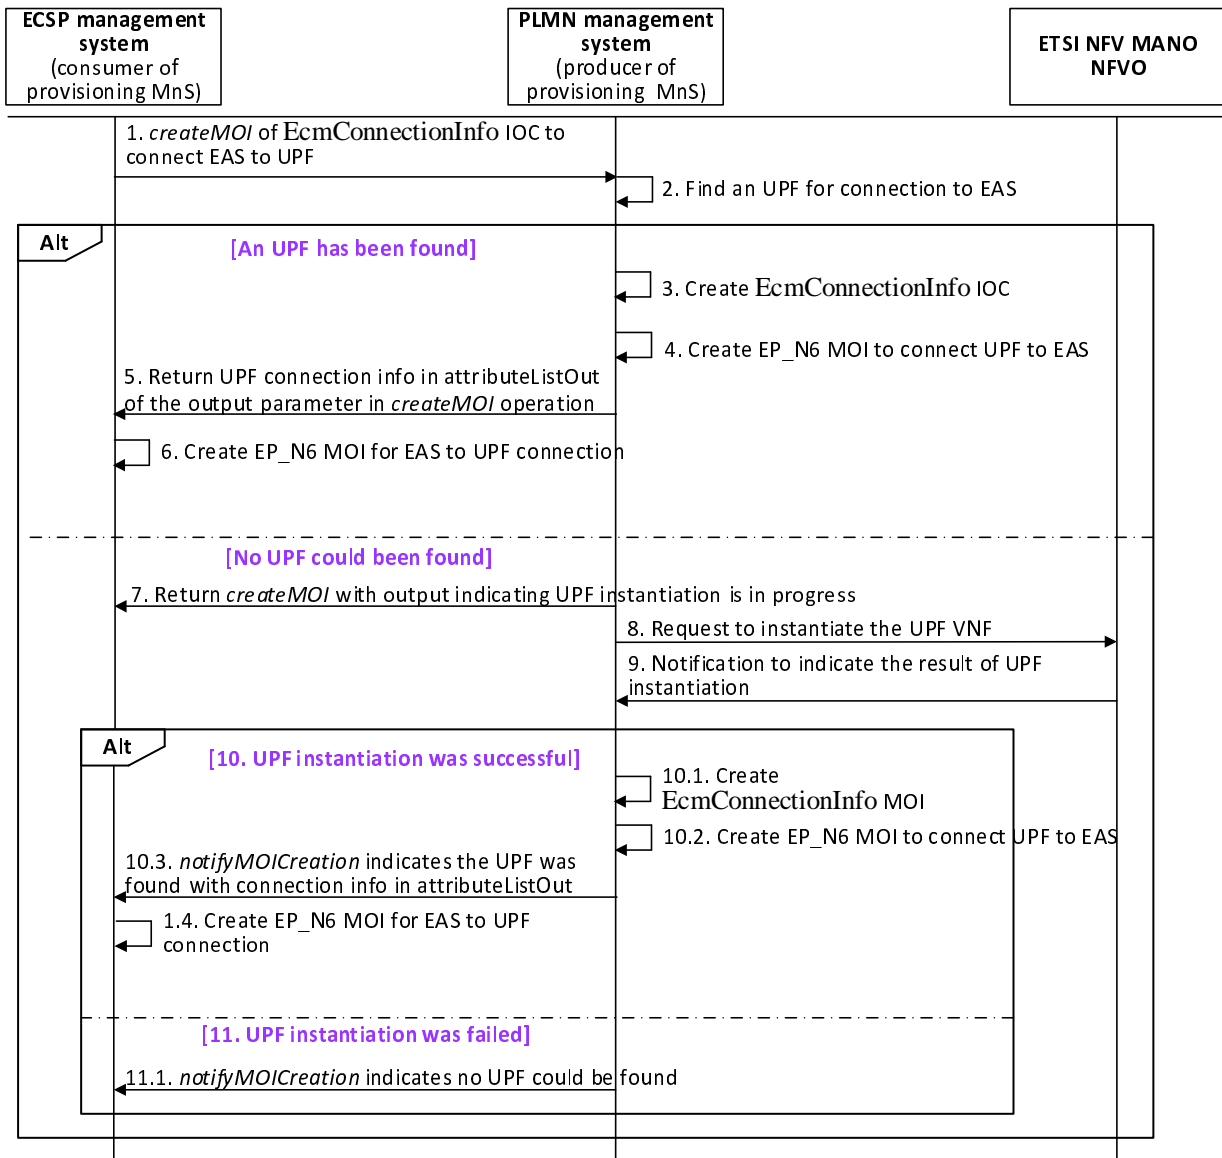 ECSP management
system
(consumer of
provisioning MnS)
PLMN management
system
(producer of
provisioning MnS)
ETSI NFV MANO
NFVO
1. createMOI of EcmConnectionInfo IOC to
connect EAS to UPF
2. Find an UPF for connection to EAS
Alt
[An UPF has been found]
3. Create EcmConnectionInfo IOC
4. Create EP_N6 MOI to connect UPF to EAS
5. Return UPF connection info in attributeListOut
of the output parameter in createMOI operation
6. Create EP_N6 MOI for EAS to UPF connection
[No UPF could been found]
7. Return createMOI with output indicating UPF instantiation is in progress
8. Request to instantiate the UPF VNF
9. Notification to indicate the result of UPF
instantiation
Alt
[10. UPF instantiation was successful]
10.1. Create
EcmConnectionInfo MOI
10.2. Create EP_N6 MOI to connect UPF to EAS
10.3. notifyMOICreation indicates the UPF was
found with connection info in attributeListOut
1.4. Create EP_N6 MOI for EAS to UPF
connection
[11. UPF instantiation was failed]
11.1. notifyMOICreation indicates no UPF could be found